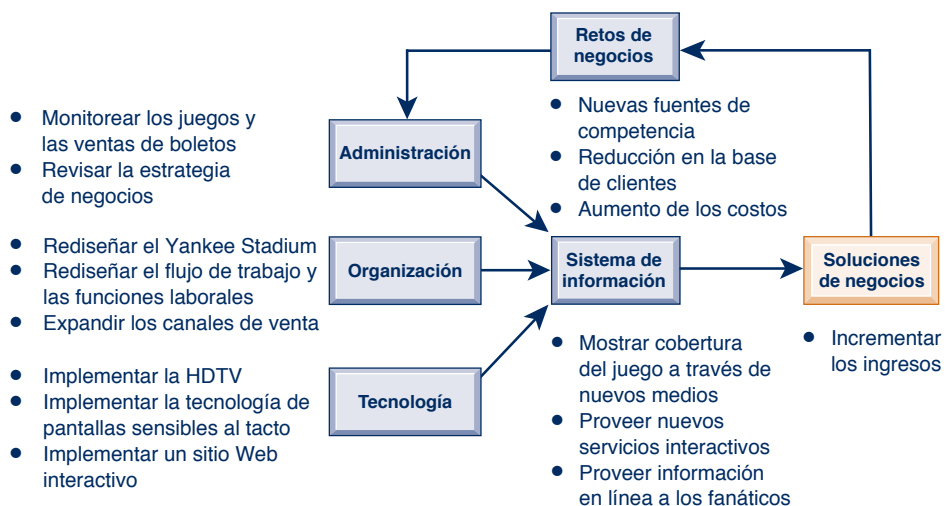 Retos de
negocios
● Nuevas fuentes de
competencia
● Reducción en la base
de clientes
● Aumento de los costos
● Monitorear los juegos y
las ventas de boletos
● Revisar la estrategia
de negocios
Administración
● Rediseñar el Yankee Stadium
● Rediseñar el flujo de trabajo y
las funciones laborales
● Expandir los canales de venta
Organización
Sistema de
información
Soluciones
de negocios
● Implementar la HDTV
● Implementar la tecnología de
pantallas sensibles al tacto
● Implementar un sitio Web
interactivo
Tecnología
● Mostrar cobertura
del juego a través de
nuevos medios
● Proveer nuevos
servicios interactivos
● Proveer información
en línea a los fanáticos
● Incrementar
los ingresos